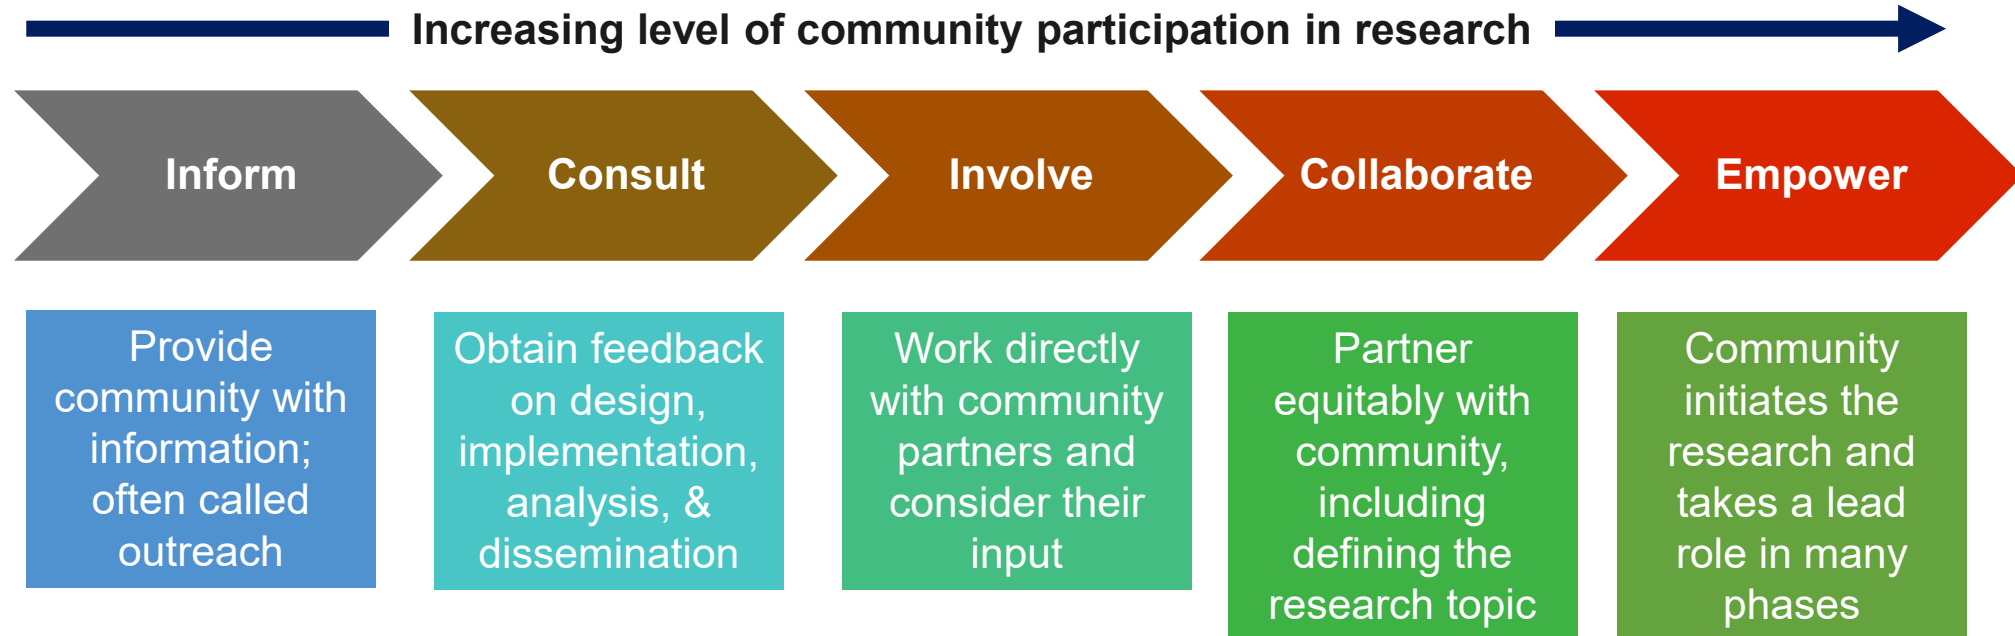 Increasing level of community participation in research
Inform
Consult
Involve
Collaborate
Empower
Provide
community with
information;
often called
outreach
Obtain feedback
on design,
implementation,
analysis, &
dissemination
Work directly
with community
partners and
consider their
input
Partner
equitably with
community,
including
defining the
research topic
Community
initiates the
research and
takes a lead
role in many
phases